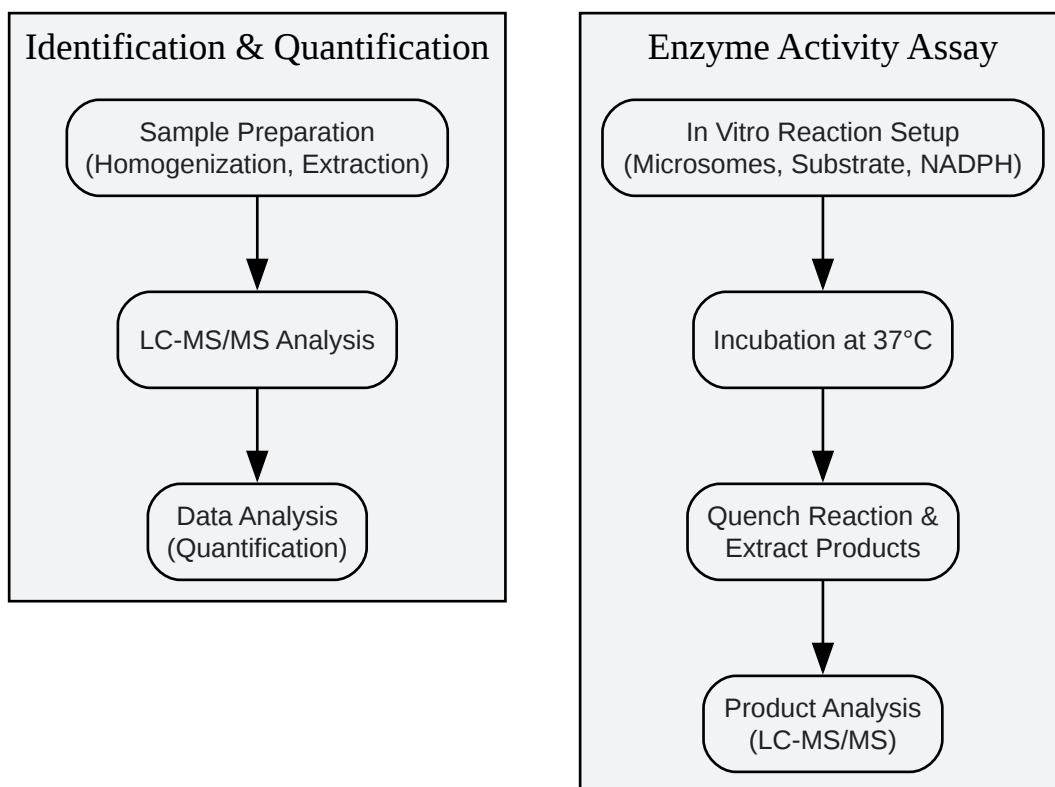 Identification & Quantification
Sample Preparation
(Homogenization, Extraction)
LC-MS/MS Analysis
Data Analysis
(Quantification)
Enzyme Activity Assay
In Vitro Reaction Setup
(Microsomes, Substrate, NADPH)
Incubation at 37°C
Quench Reaction &
Extract Products
Product Analysis
(LC-MS/MS)